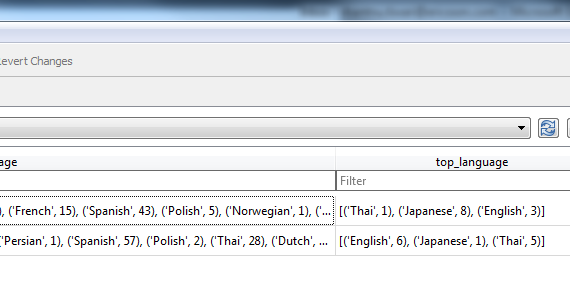 evert Changes
age
top_language
Filter
), ('French', 15), ('Spanish', 43), ('Polish', 5), ('Norwegian', 1), ('...
[('Thai', 1), ('Japanese', 8), ('English', 3)]
('Persian', 1), ('Spanish', 57), ('Polish', 2), ('Thai', 28), ('Dutch', ...
[('English', 6), ('Japanese', 1), ('Thai', 5)]